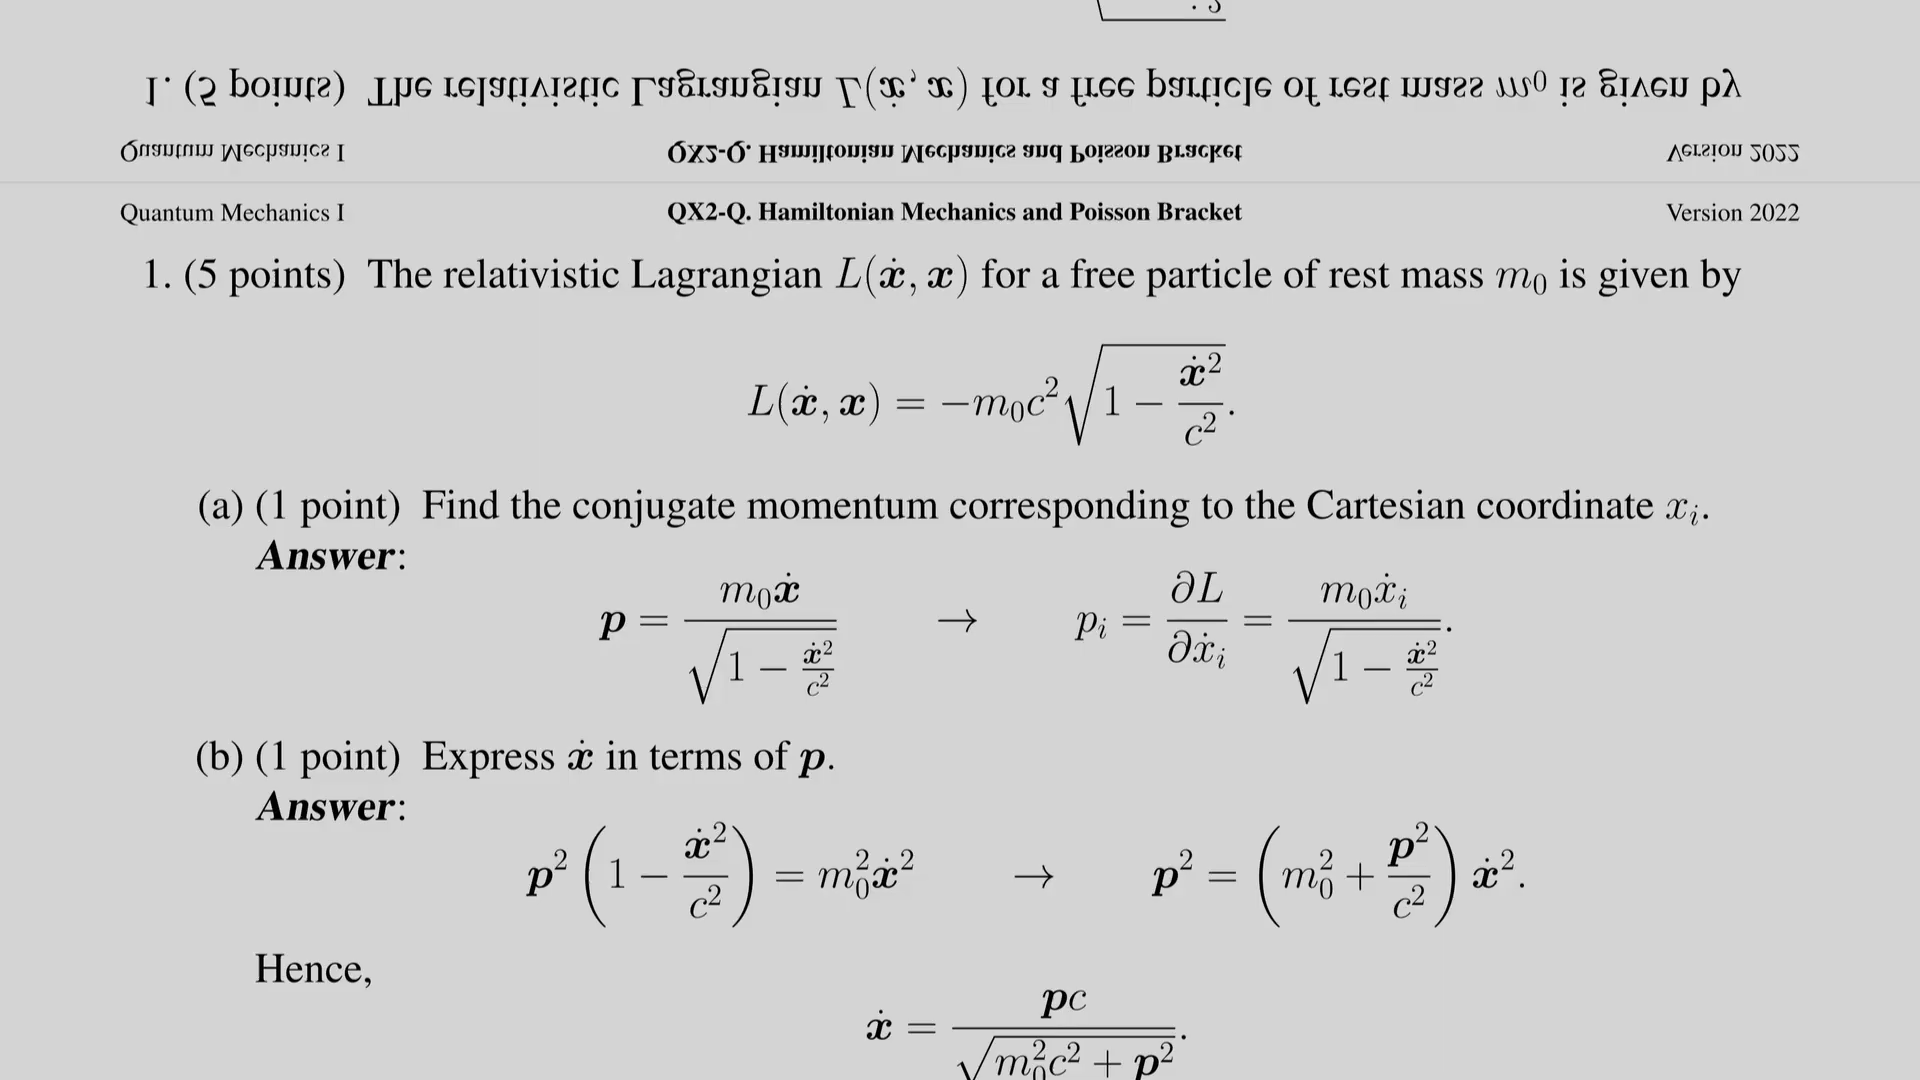 1. (5 points) The relativistic Lagrangian L(ẋ, x) for a free particle of rest mass m₀ is given by
Quantum Mechanics I QX2-Q. Hamiltonian Mechanics and Poisson Bracket Version 2022
Quantum Mechanics I QX2-Q. Hamiltonian Mechanics and Poisson Bracket Version 2022
1. (5 points) The relativistic Lagrangian L(ẋ, x) for a free particle of rest mass m₀ is given by
L(ẋ, x) = −m₀c²√(1 − ẋ²/c²).
(a) (1 point) Find the conjugate momentum corresponding to the Cartesian coordinate xᵢ.
Answer:
p = m₀ẋ / √(1 − ẋ²/c²) → pᵢ = ∂L/∂ẋᵢ = m₀ẋᵢ / √(1 − ẋ²/c²).
(b) (1 point) Express ẋ in terms of p.
Answer:
p² (1 − ẋ²/c²) = m₀²ẋ² → p² = (m₀² + p²/c²) ẋ².
Hence,
ẋ = pc / √(m₀²c² + p²).